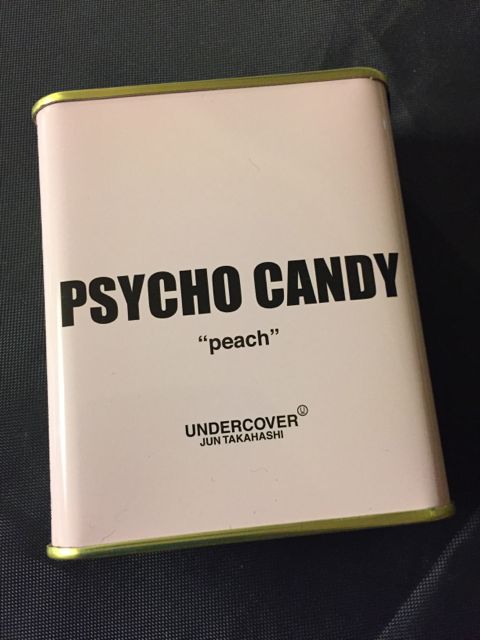 PSYCHO CANDY
“peach”
UNDERCOVER
JUN TAKAHASHI